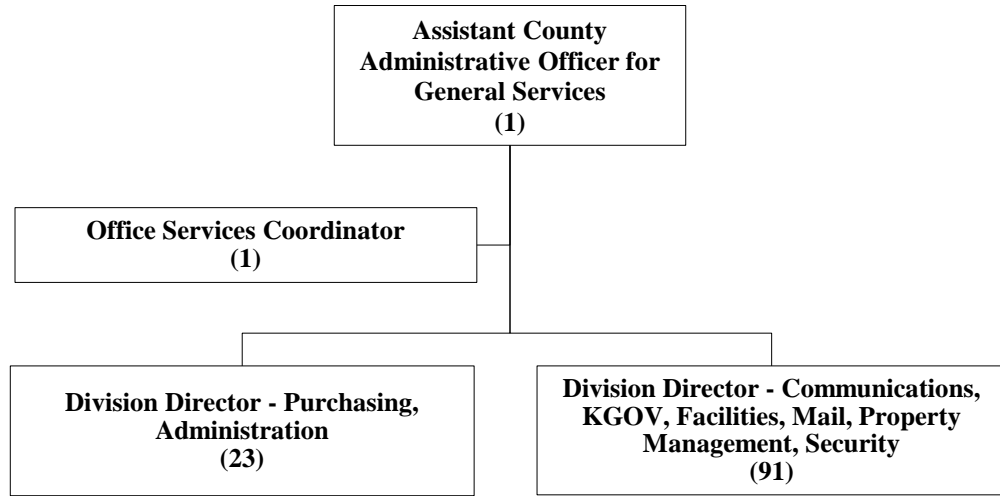 Assistant County
Administrative Officer for
General Services
(1)
Office Services Coordinator
(1)
Division Director - Purchasing,
Administration
(23)
Division Director - Communications,
KGOV, Facilities, Mail, Property
Management, Security
(91)